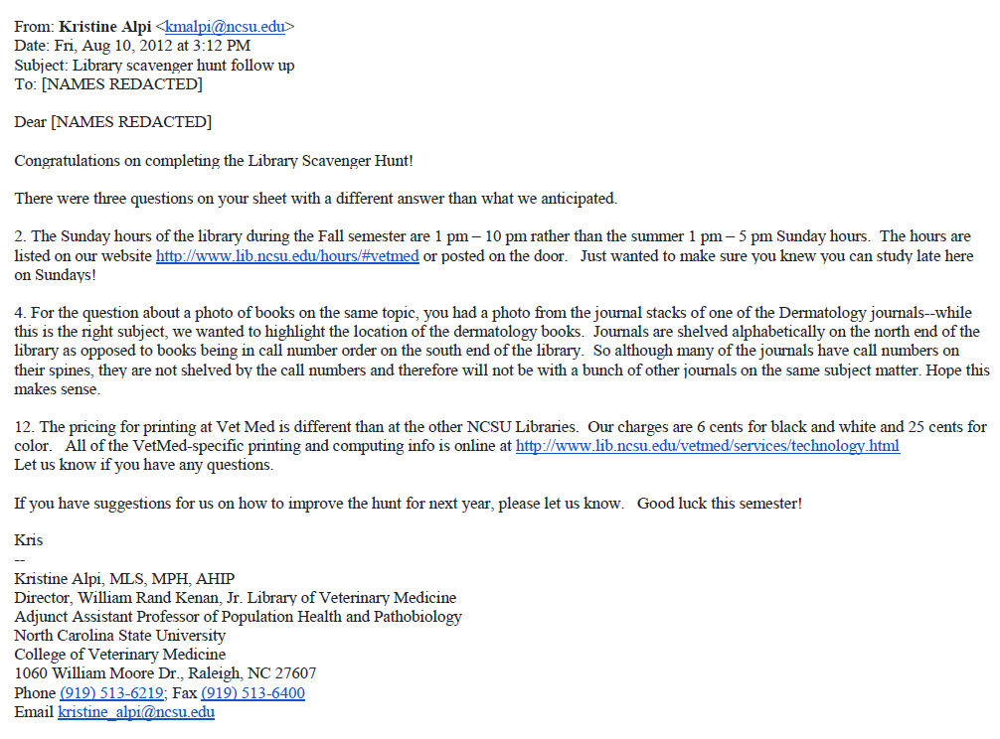 From: Kristine Alpi <kmalpi@ncsu.edu>
Date: Fri, Aug 10, 2012 at 3:12 PM
Subject: Library scavenger hunt follow up
To: [NAMES REDACTED]
Dear [NAMES REDACTED]
Congratulations on completing the Library Scavenger Hunt!
There were three questions on your sheet with a different answer than what we anticipated.
2. The Sunday hours of the library during the Fall semester are 1 pm – 10 pm rather than the summer 1 pm – 5 pm Sunday hours.  The hours are
listed on our website http://www.lib.ncsu.edu/hours/#vetmed or posted on the door.   Just wanted to make sure you knew you can study late here
on Sundays!
4. For the question about a photo of books on the same topic, you had a photo from the journal stacks of one of the Dermatology journals--while
this is the right subject, we wanted to highlight the location of the dermatology books.  Journals are shelved alphabetically on the north end of the
library as opposed to books being in call number order on the south end of the library.  So although many of the journals have call numbers on
their spines, they are not shelved by the call numbers and therefore will not be with a bunch of other journals on the same subject matter. Hope this
makes sense.
12. The pricing for printing at Vet Med is different than at the other NCSU Libraries.  Our charges are 6 cents for black and white and 25 cents for
color.   All of the VetMed-specific printing and computing info is online at http://www.lib.ncsu.edu/vetmed/services/technology.html
Let us know if you have any questions.
If you have suggestions for us on how to improve the hunt for next year, please let us know.   Good luck this semester!
Kris
--
Kristine Alpi, MLS, MPH, AHIP
Director, William Rand Kenan, Jr. Library of Veterinary Medicine
Adjunct Assistant Professor of Population Health and Pathobiology
North Carolina State University
College of Veterinary Medicine
1060 William Moore Dr., Raleigh, NC 27607
Phone (919) 513-6219; Fax (919) 513-6400
Email kristine_alpi@ncsu.edu